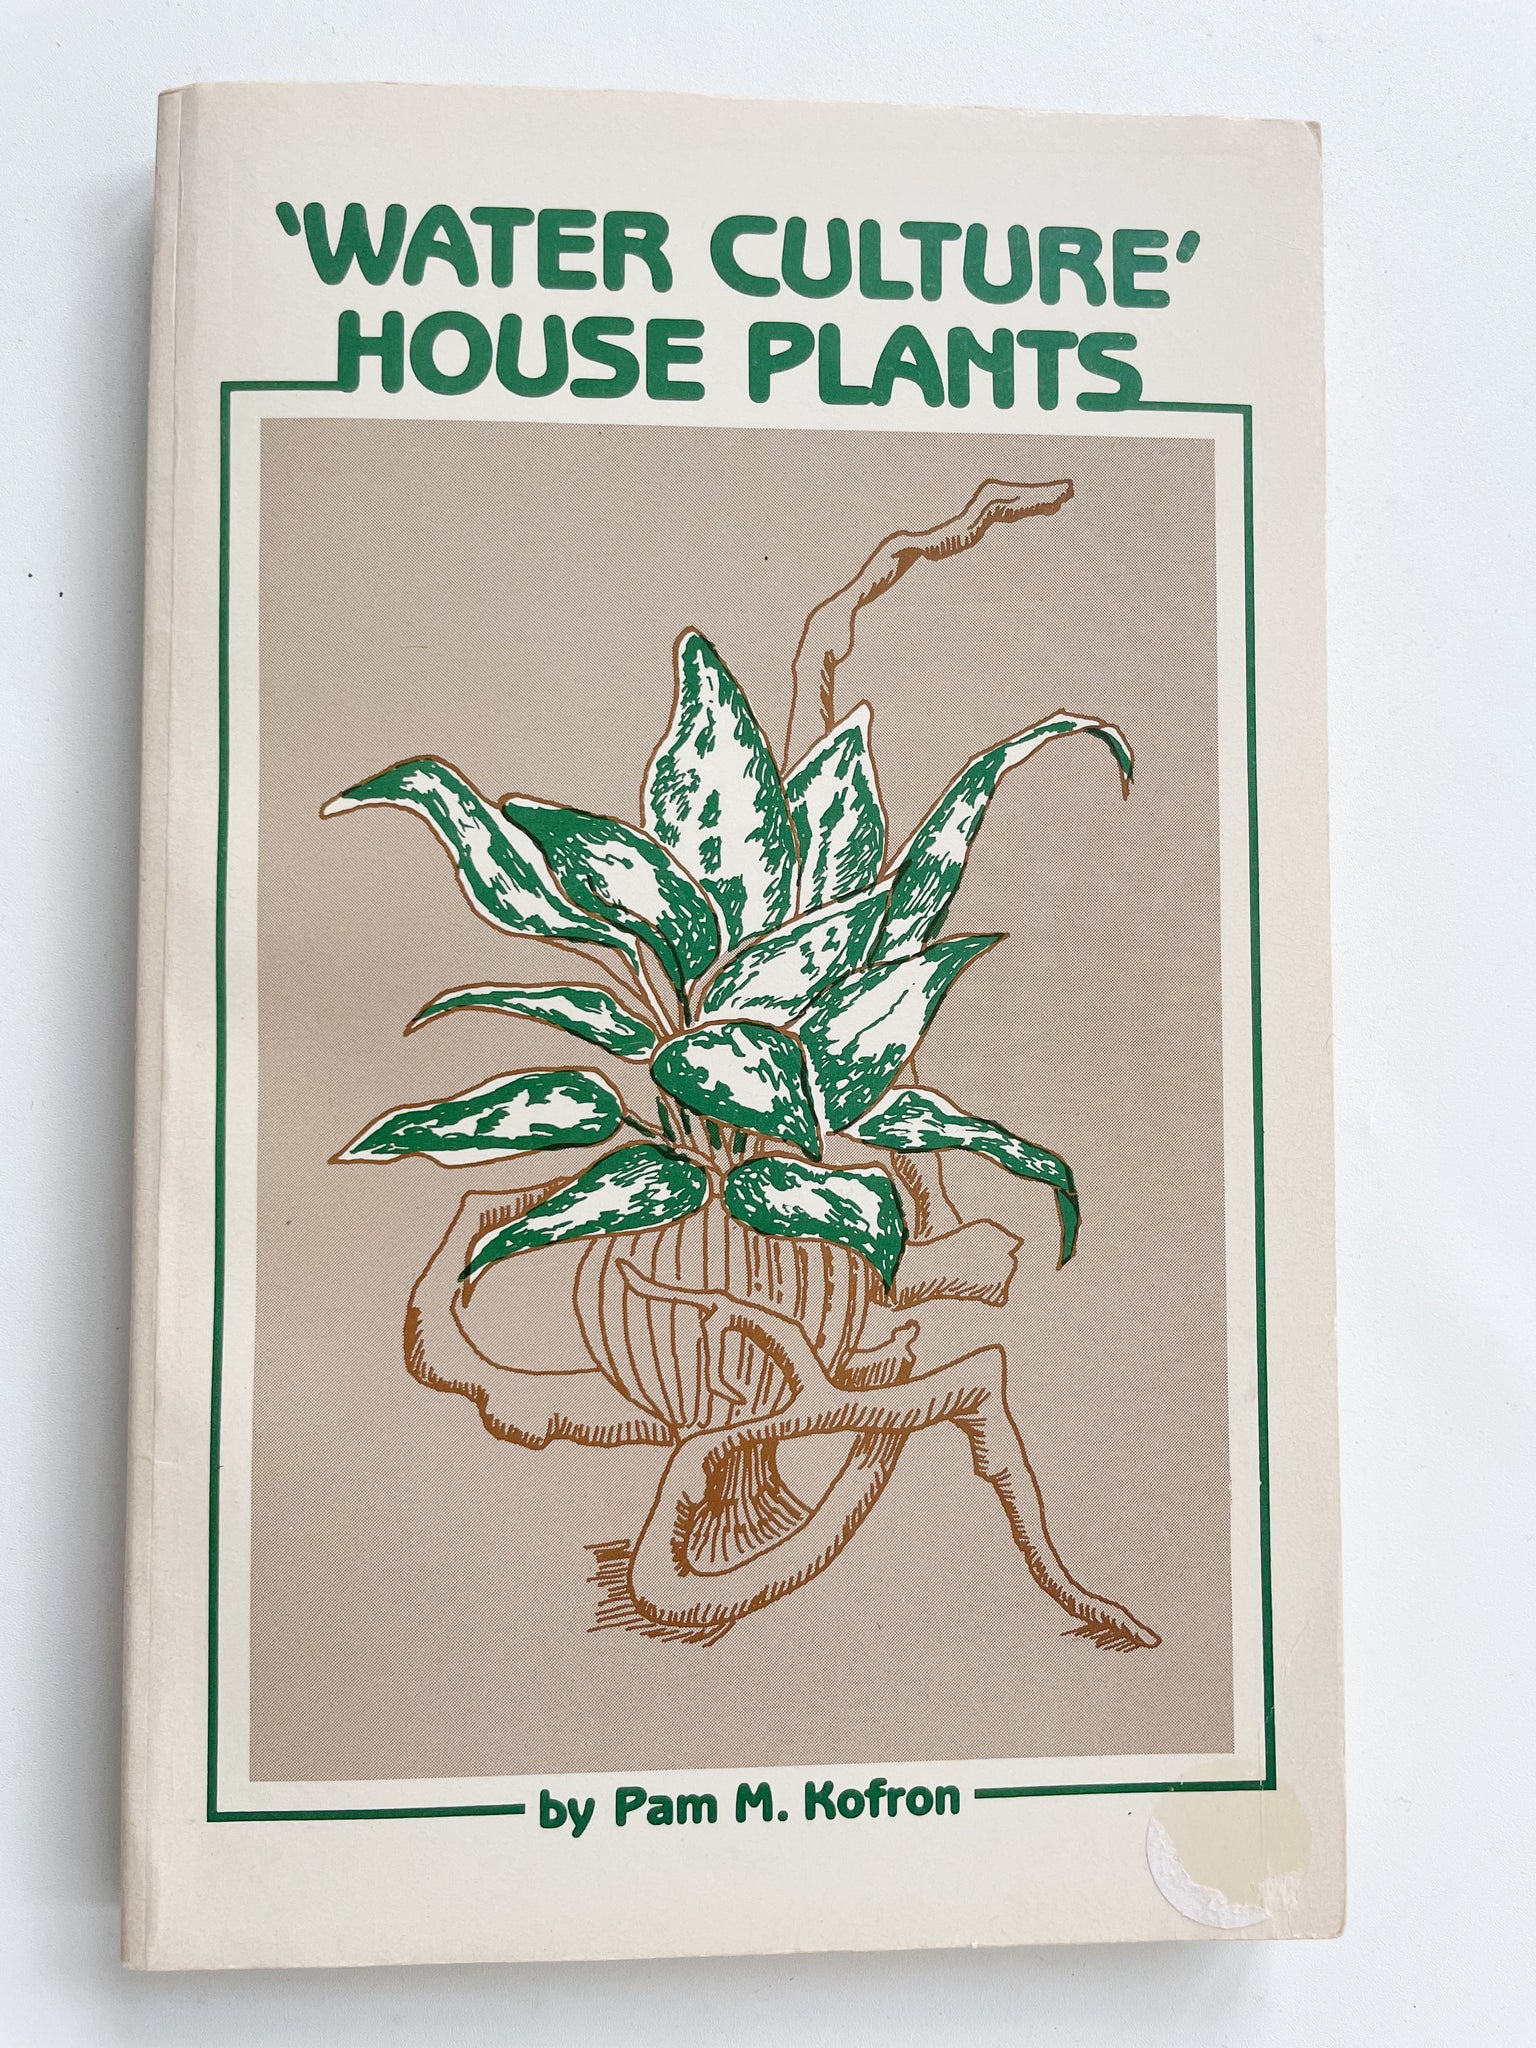 'WATER CULTURE'
HOUSE PLANTS
by Pam M. Kofron